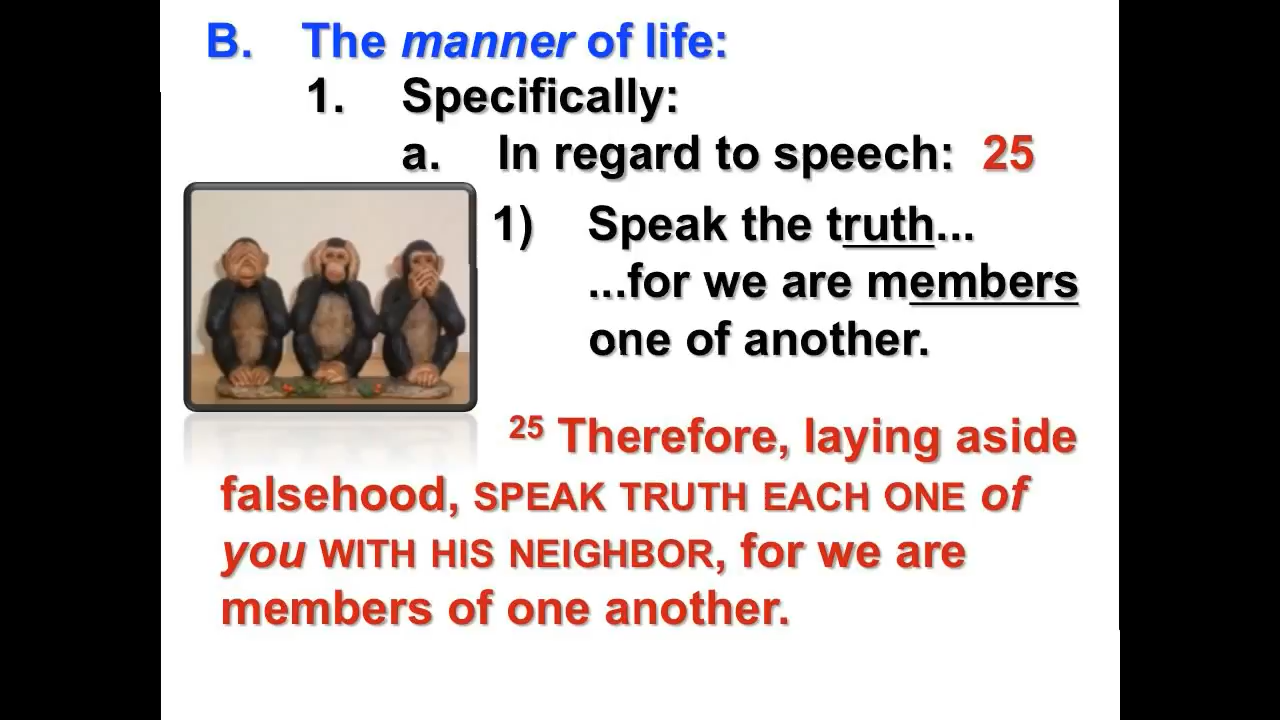 B. The manner of life:
1. Specifically:
a. In regard to speech: 25
1) Speak the truth...
...for we are members
one of another.
25 Therefore, laying aside
falsehood, SPEAK TRUTH EACH ONE of
you WITH HIS NEIGHBOR, for we are
members of one another.